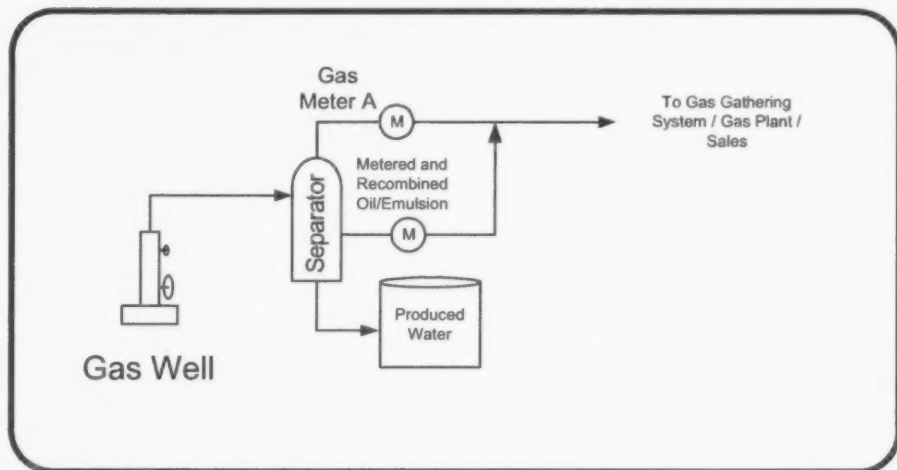 Gas
Meter A
M
To Gas Gathering
System / Gas Plant /
Sales
Metered and
Recombined
Oil/Emulsion
M
Separator
Produced
Water
Gas Well